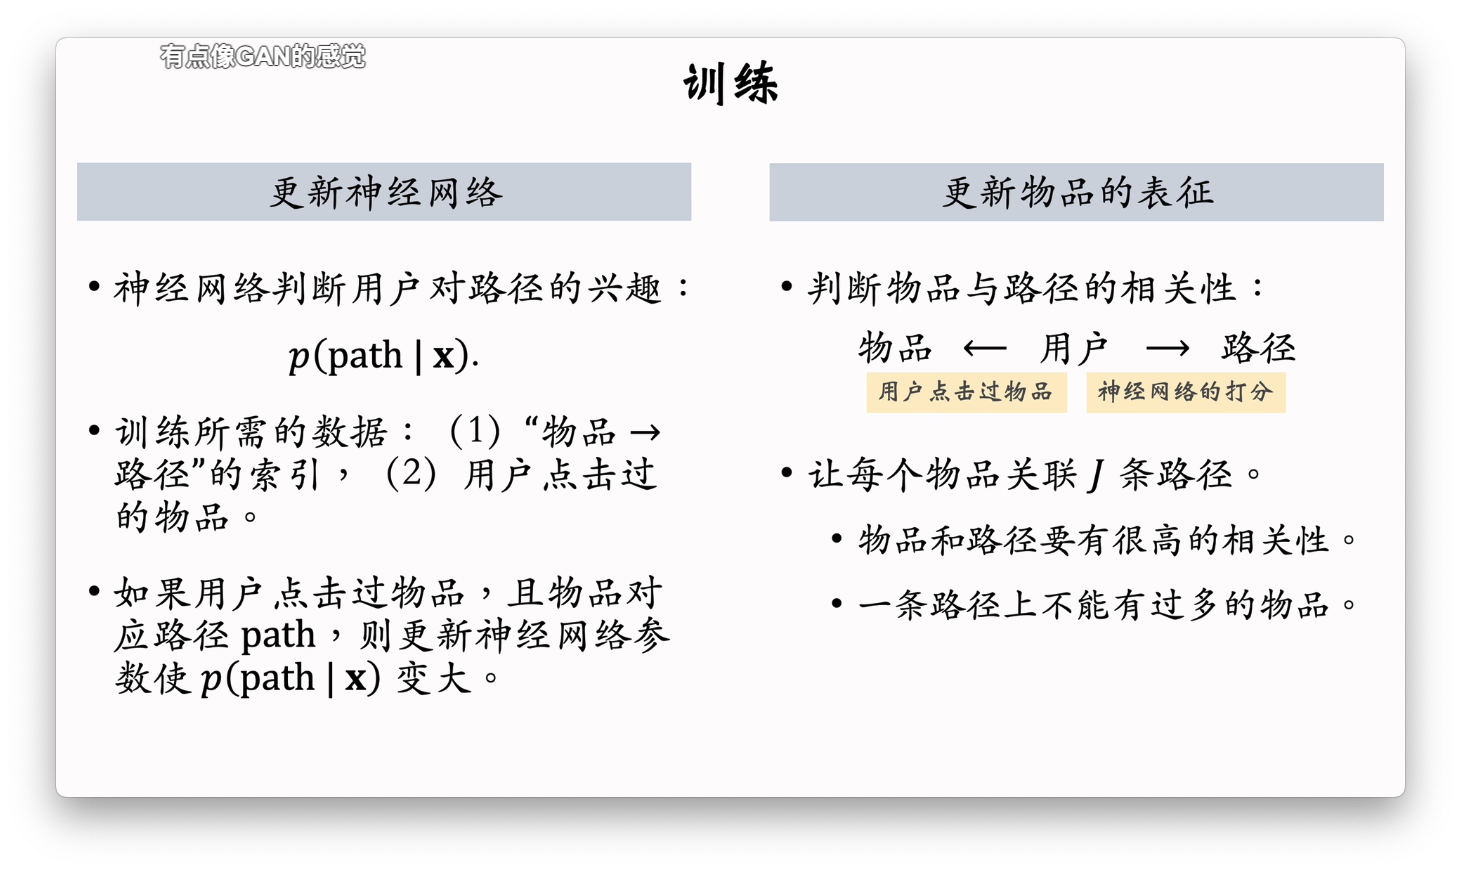 有点像GAN的感觉
训练
更新神经网络
• 神经网络判断用户对路径的兴趣：
p(path | x).
• 训练所需的数据：（1）“物品 →
路径”的索引，（2）用户点击过
的物品。
• 如果用户点击过物品，且物品对
应路径 path，则更新神经网络参
数使 p(path | x) 变大。
更新物品的表征
• 判断物品与路径的相关性：
物品 ⟵ 用户 ⟶ 路径
用户点击过物品 神经网络的打分
• 让每个物品关联 J 条路径。
• 物品和路径要有很高的相关性。
• 一条路径上不能有过多的物品。